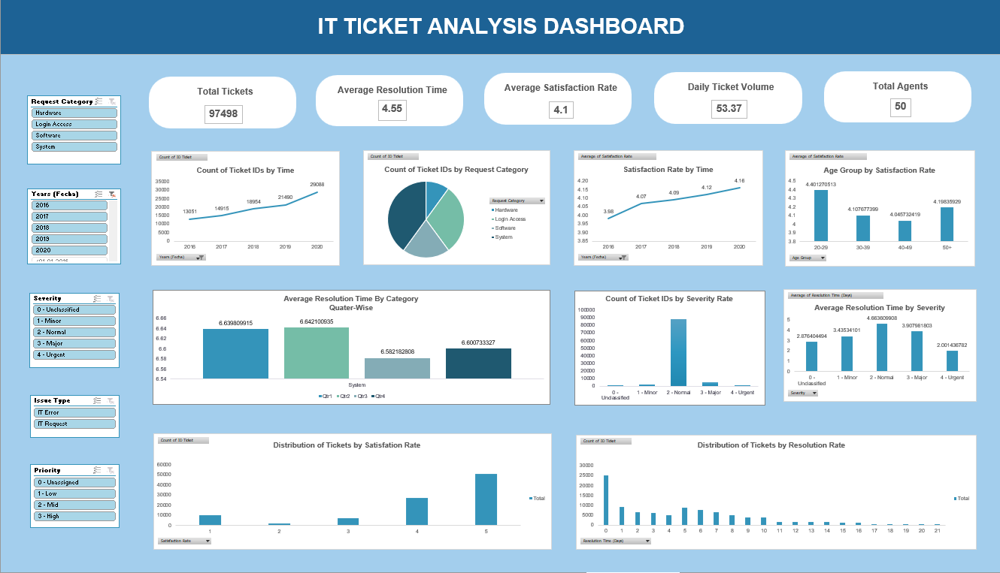 IT TICKET ANALYSIS DASHBOARD
Total Tickets
97498
Average Resolution Time
4.55
Average Satisfaction Rate
4.1
Daily Ticket Volume
53.37
Total Agents
50
Request Category
Hardware
Login Access
Software
System
Years (Fecha)
2016
2017
2018
2019
2020
Severity
0 - Unclassified
1 - Minor
2 - Normal
3 - Major
4 - Urgent
Issue Type
IT Error
IT Request
Priority
0 - Unassigned
1 - Low
2 - Mid
3 - High
Count of ID Ticket
Count of Ticket IDs by Time
35000
30000
25000
20000
15000
10000
5000
0
13051
14915
18954
21490
29088
2016 2017 2018 2019 2020
Years (Fecha)
Count of ID Ticket
Count of Ticket IDs by Request Category
Request Category
Hardware
Login Access
Software
System
Average of Satisfaction Rate
Satisfaction Rate by Time
4.20
4.15
4.10
4.05
4.00
3.95
3.90
3.85
3.98
4.07
4.09
4.12
4.16
2016 2017 2018 2019 2020
Years (Fecha)
Average of Satisfaction Rate
Age Group by Satisfaction Rate
4.5
4.4
4.3
4.2
4.1
4
3.9
3.8
4.401270513
4.107677399
4.045732419
4.19835929
20-29 30-39 40-49 50+
Age Group
Average Resolution Time By Category
Quater-Wise
6.66
6.64
6.62
6.6
6.58
6.56
6.54
6.639809915
6.642100935
6.582182808
6.600733327
System
Qtr1 Qtr2 Qtr3 Qtr4
Count of Ticket IDs by Severity Rate
100000
90000
80000
70000
60000
50000
40000
30000
20000
10000
0
0 - Unclassified
1 - Minor
2 - Normal
3 - Major
4 - Urgent
Average of Resolution Time (Days)
Average Resolution Time by Severity
5
4
3
2
1
0
2.876404494
3.43534101
4.663609908
3.907981803
2.001436782
0 - Unclassified
1 - Minor
2 - Normal
3 - Major
4 - Urgent
Severity
Count of ID Ticket
Distribution of Tickets by Satisfation Rate
60000
50000
40000
30000
20000
10000
0
1 2 3 4 5
Total
Satisfaction Rate
Count of ID Ticket
Distribution of Tickets by Resolution Rate
30000
25000
20000
15000
10000
5000
0
0 1 2 3 4 5 6 7 8 9 10 11 12 13 14 15 16 17 18 19 20 21
Total
Resolution Time (Days)